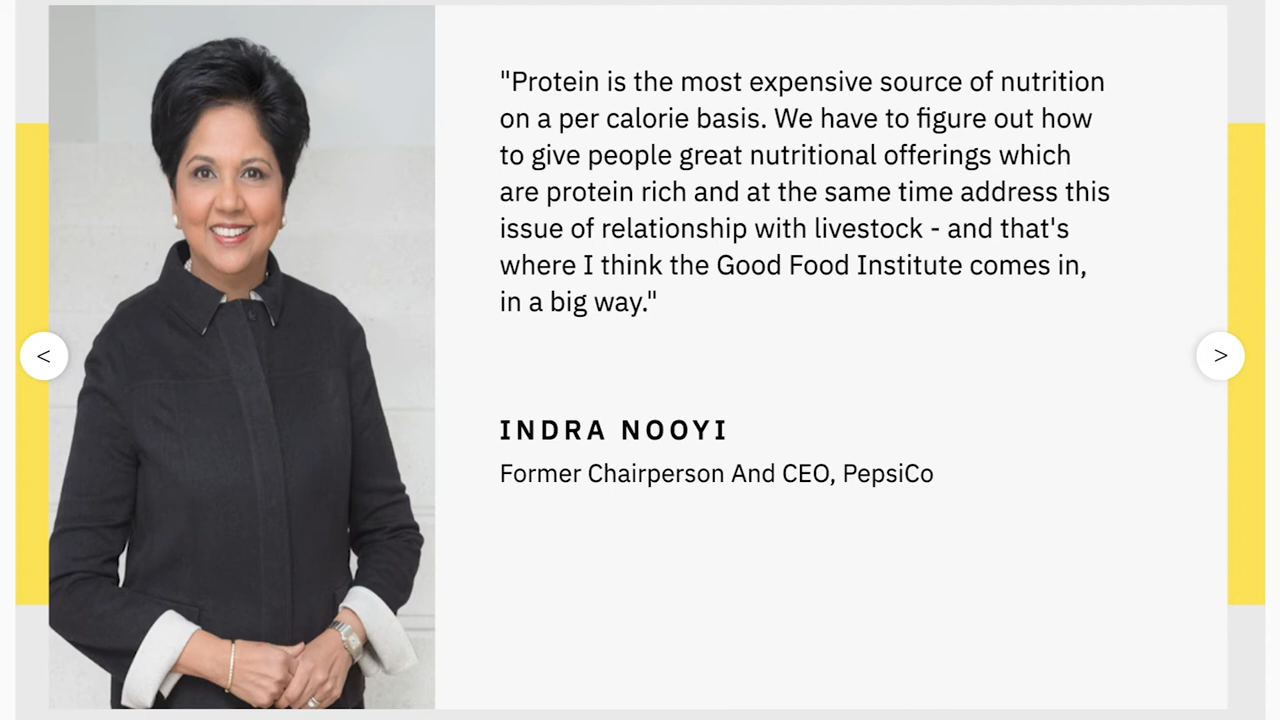 "Protein is the most expensive source of nutrition
on a per calorie basis. We have to figure out how
to give people great nutritional offerings which
are protein rich and at the same time address this
issue of relationship with livestock - and that's
where I think the Good Food Institute comes in,
in a big way."
<
>
INDRA NOOYI
Former Chairperson And CEO, PepsiCo